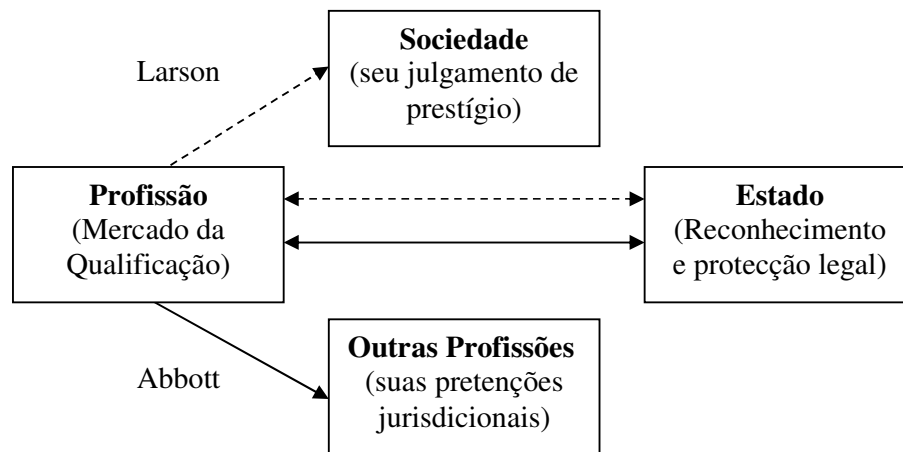 Sociedade
(seu julgamento de
prestígio)
Larson
Profissão
(Mercado da
Qualificação)
Estado
(Reconhecimento
e protecção legal)
Outras Profissões
(suas pretenções
jurisdicionais)
Abbott